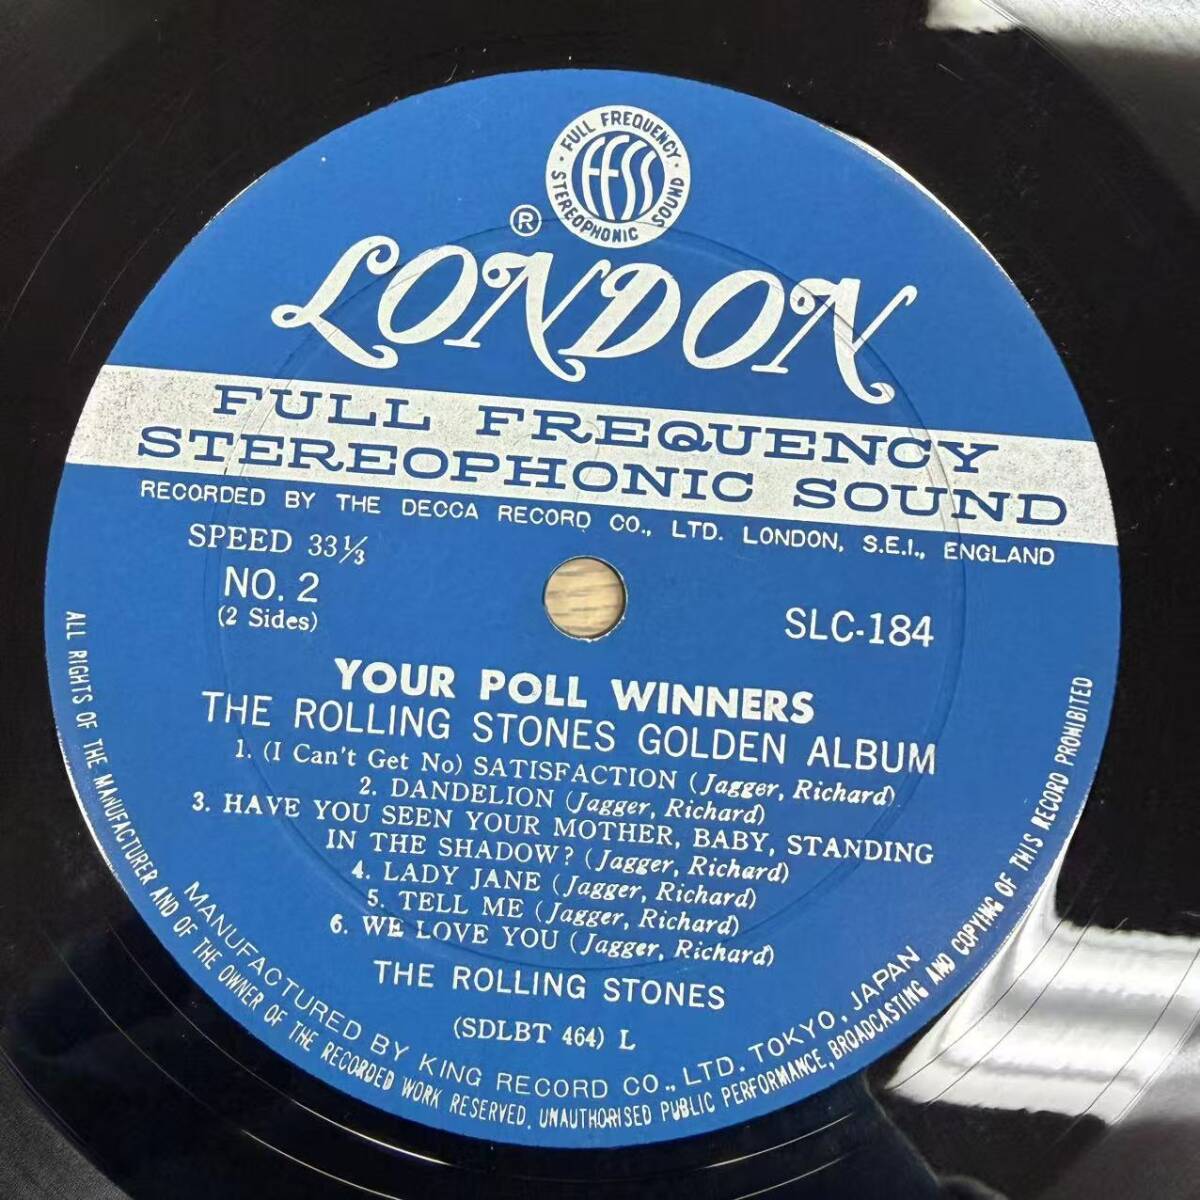 · FULL FREQUENCY ·
STEREOPHONIC SOUND
FFSS
®
LONDON
FULL FREQUENCY
STEREOPHONIC SOUND
RECORDED BY THE DECCA RECORD CO., LTD. LONDON, S.E.I., ENGLAND
SPEED 33⅓
NO. 2
(2 Sides)
SLC-184
YOUR POLL WINNERS
THE ROLLING STONES GOLDEN ALBUM
1. (I Can't Get No) SATISFACTION (Jagger, Richard)
2. DANDELION (Jagger, Richard)
3. HAVE YOU SEEN YOUR MOTHER, BABY, STANDING
IN THE SHADOW? (Jagger, Richard)
4. LADY JANE (Jagger, Richard)
5. TELL ME (Jagger, Richard)
6. WE LOVE YOU (Jagger, Richard)
THE ROLLING STONES
(SDLBT 464) L
MANUFACTURED BY KING RECORD CO., LTD. TOKYO, JAPAN
ALL RIGHTS OF THE MANUFACTURER AND OF THE OWNER OF THE RECORDED WORK RESERVED. UNAUTHORISED PUBLIC PERFORMANCE, BROADCASTING AND COPYING OF THIS RECORD PROHIBITED